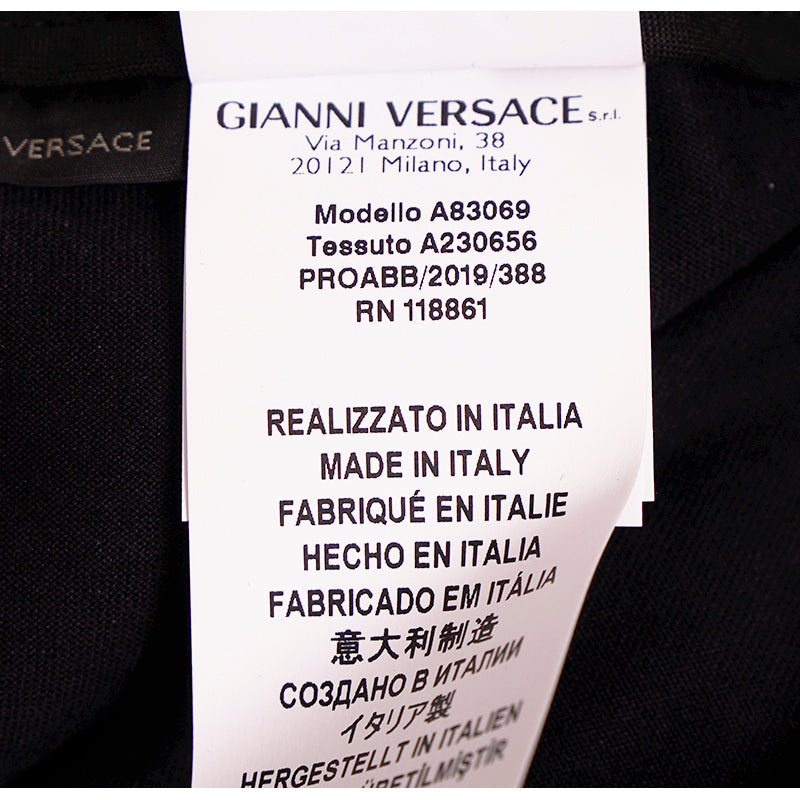 VERSACE
GIANNI VERSACE s.r.l.
Via Manzoni, 38
20121 Milano, Italy
Modello A83069
Tessuto A230656
PROABB/2019/388
RN 118861
REALIZZATO IN ITALIA
MADE IN ITALY
FABRIQUÉ EN ITALIE
HECHO EN ITALIA
FABRICADO EM ITÁLIA
意大利制造
СОЗДАНО В ИТАЛИИ
イタリア製
HERGESTELLT IN ITALIEN